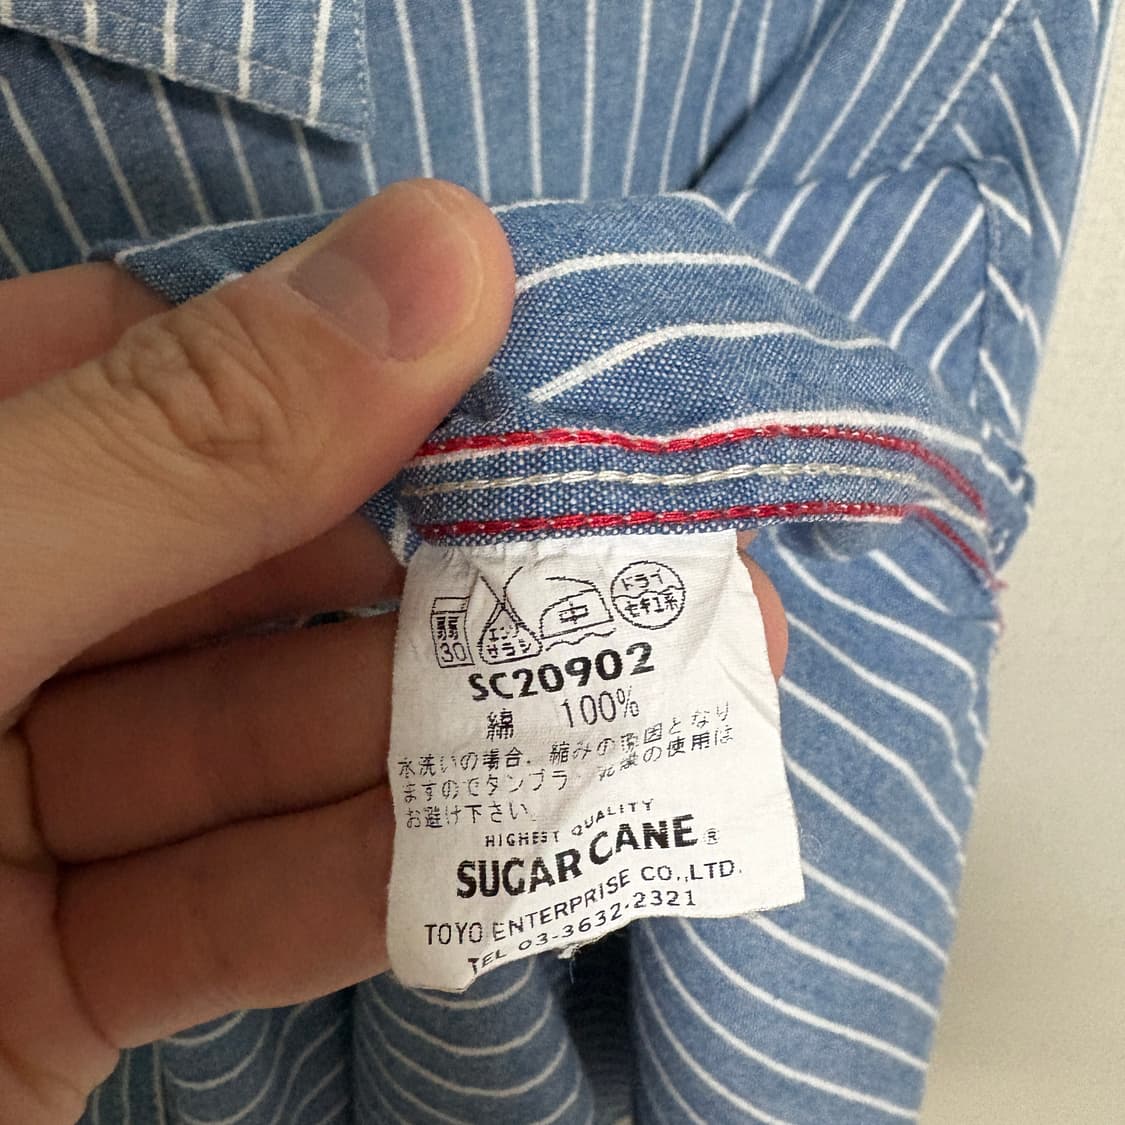 弱
30
エンソ
サラシ
中
ドライ
セキユ系
SC20902
綿 100%
水洗いの場合、縮みの原因となり
ますのでタンブラー乾燥の使用は
お避け下さい。
HIGHEST QUALITY
SUGAR CANE ®
TOYO ENTERPRISE CO.,LTD.
TEL 03-3632-2321